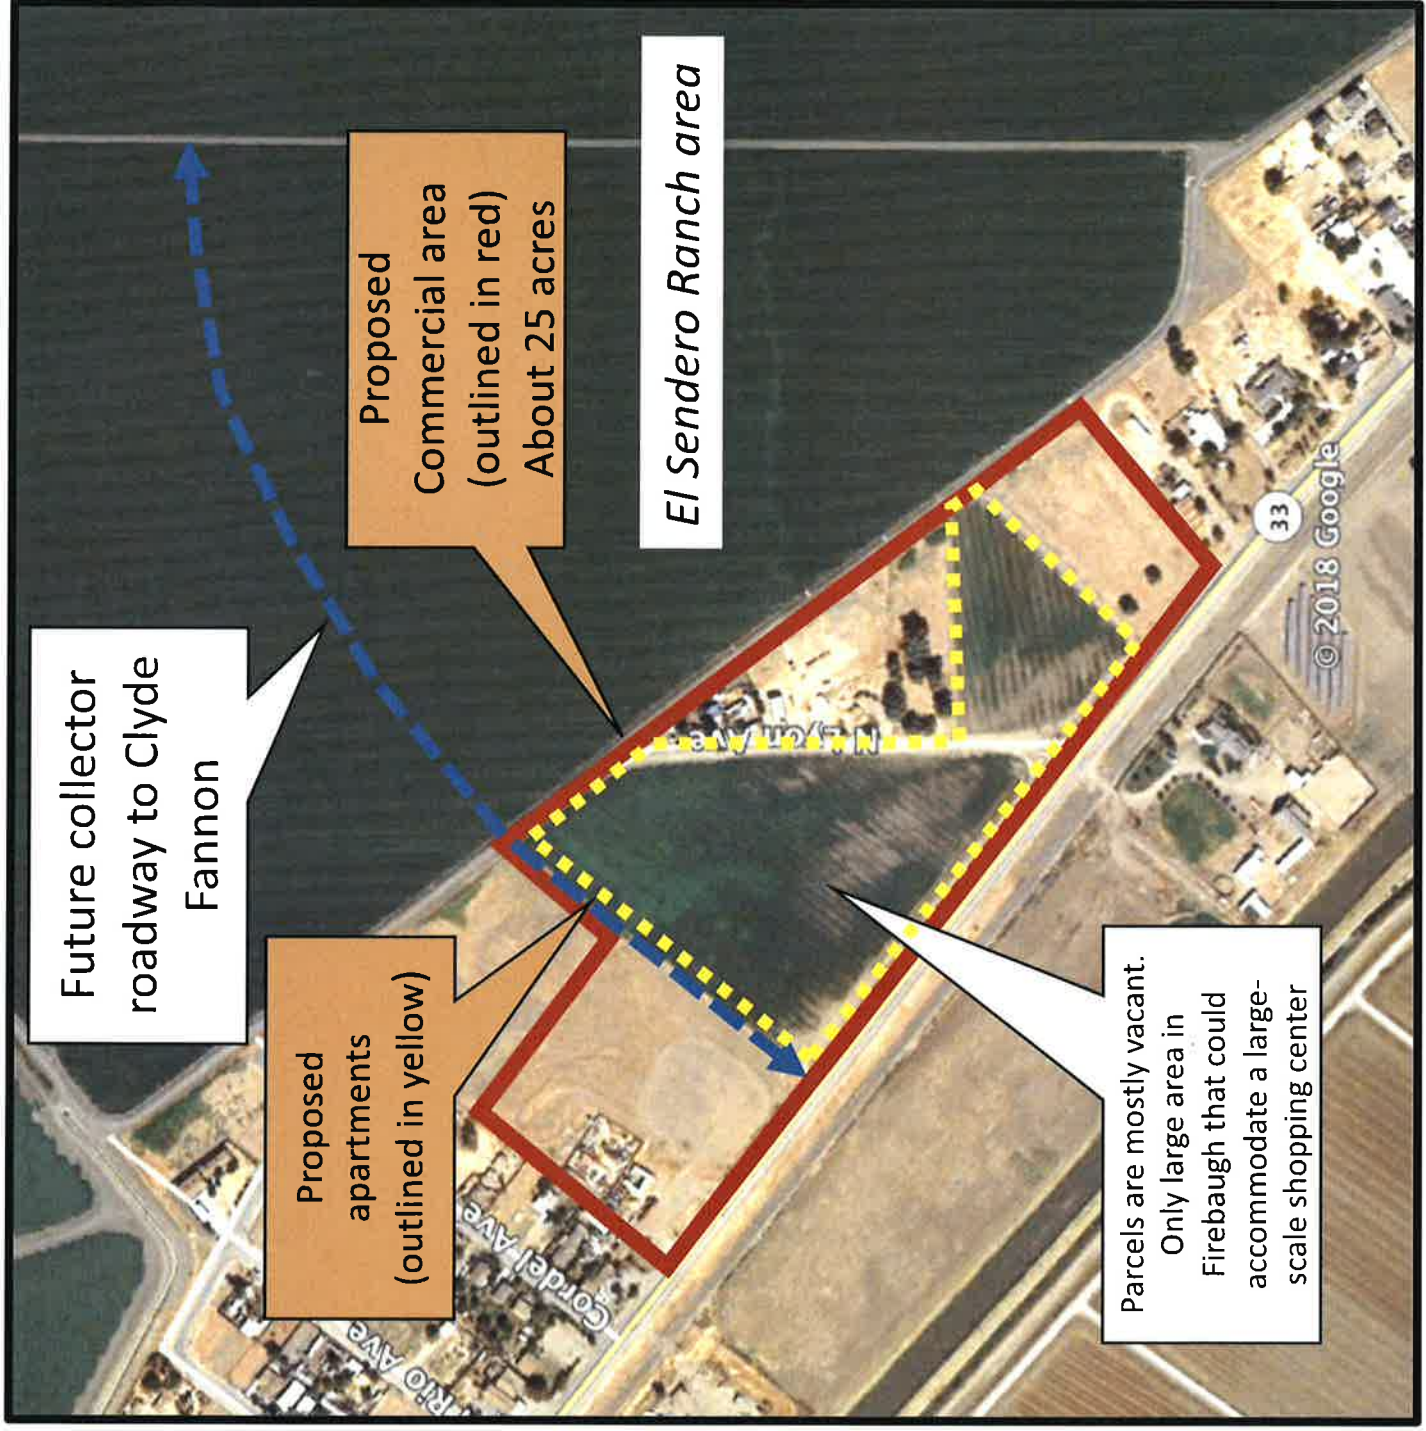 Future collector
roadway to Clyde
Fannon
Proposed
Commercial area
(outlined in red)
About 25 acres
El Sendero Ranch area
Proposed
apartments
(outlined in yellow)
Parcels are mostly vacant.
Only large area in
Firebaugh that could
accommodate a large-
scale shopping center
N Lyon Ave
Cordel Ave
Rio Ave
33
© 2018 Google